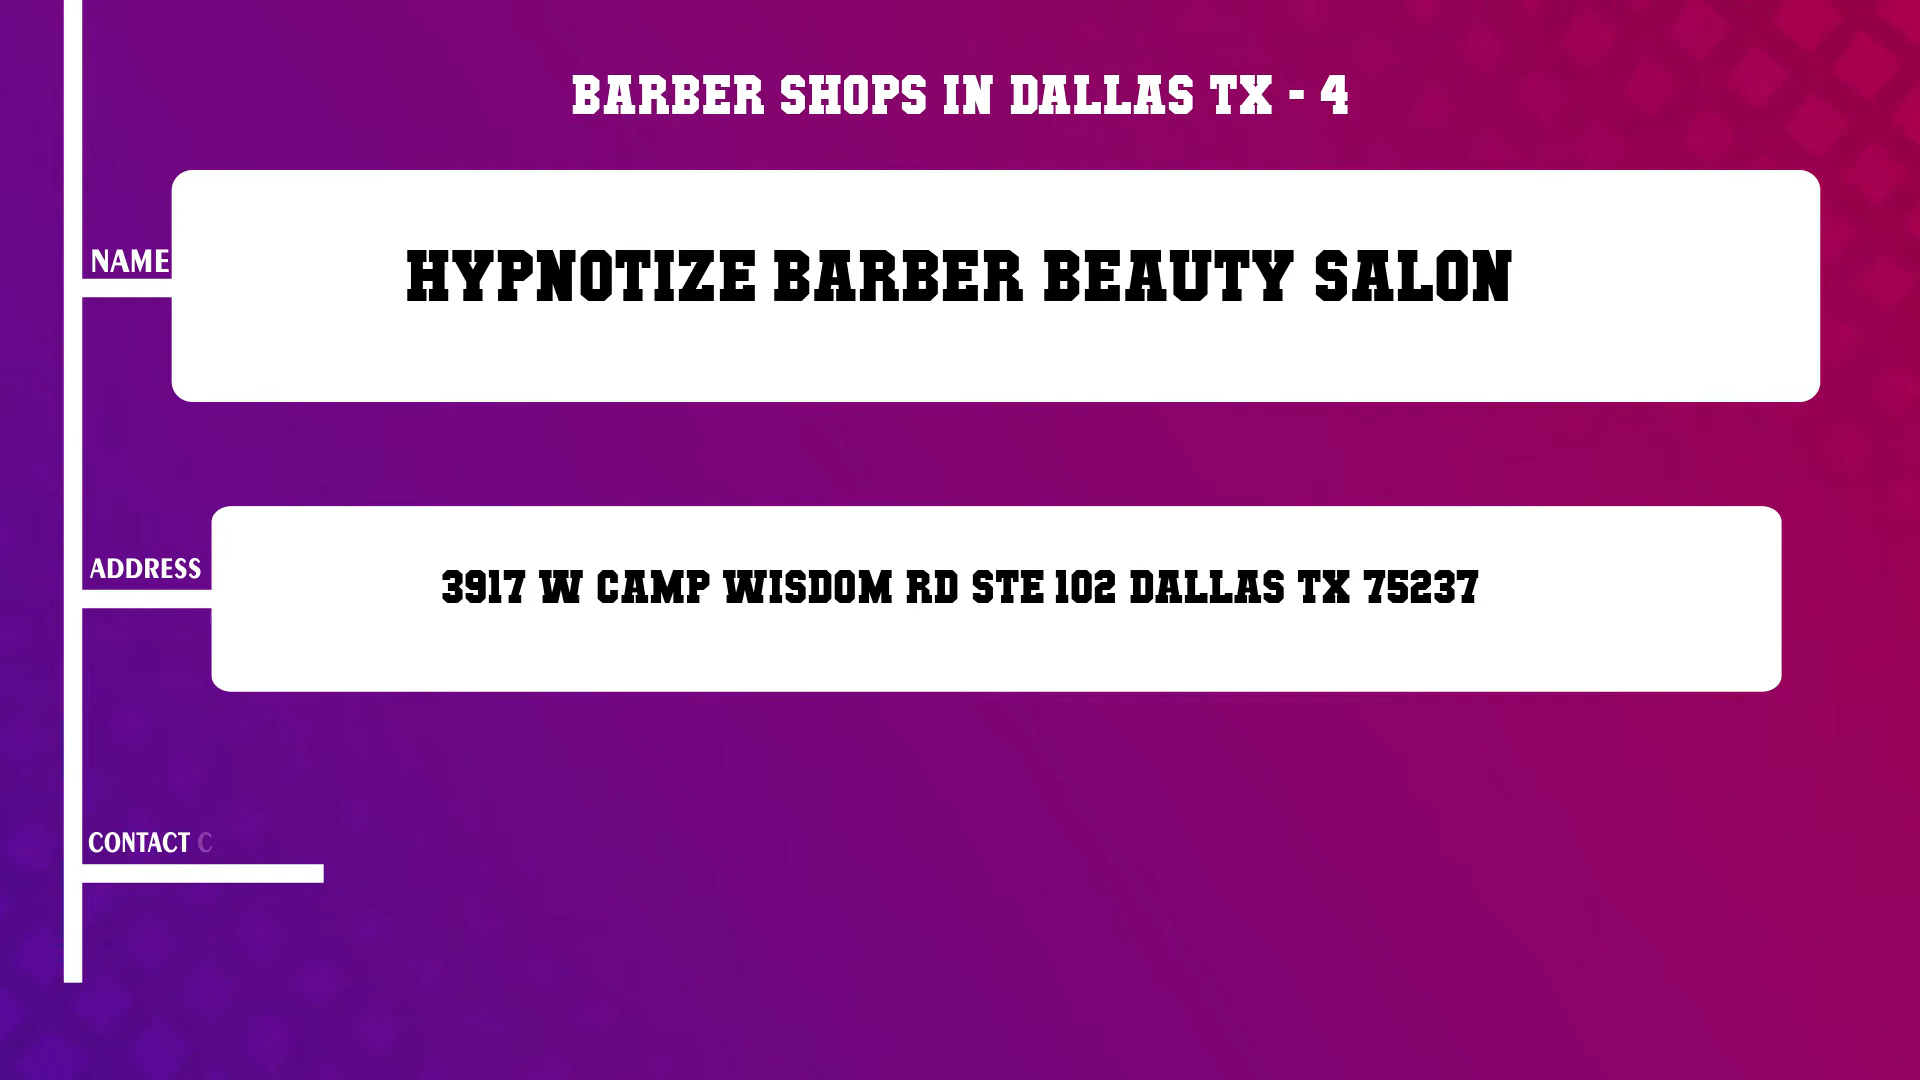 BARBER SHOPS IN DALLAS TX - 4
NAME
HYPNOTIZE BARBER BEAUTY SALON
ADDRESS
3917 W CAMP WISDOM RD STE 102 DALLAS TX 75237
CONTACT C